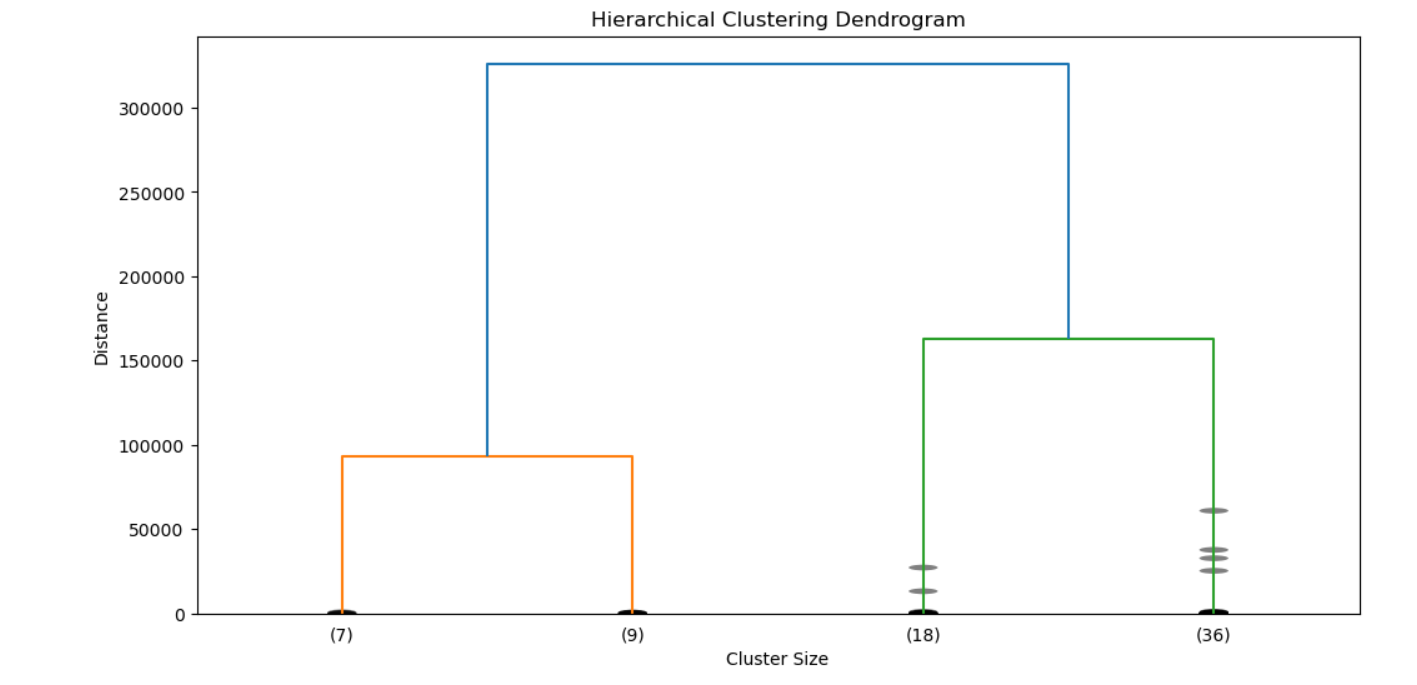 Hierarchical Clustering Dendrogram
300000
250000
200000
150000
100000
50000
0
Distance
(7) (9) (18) (36)
Cluster Size